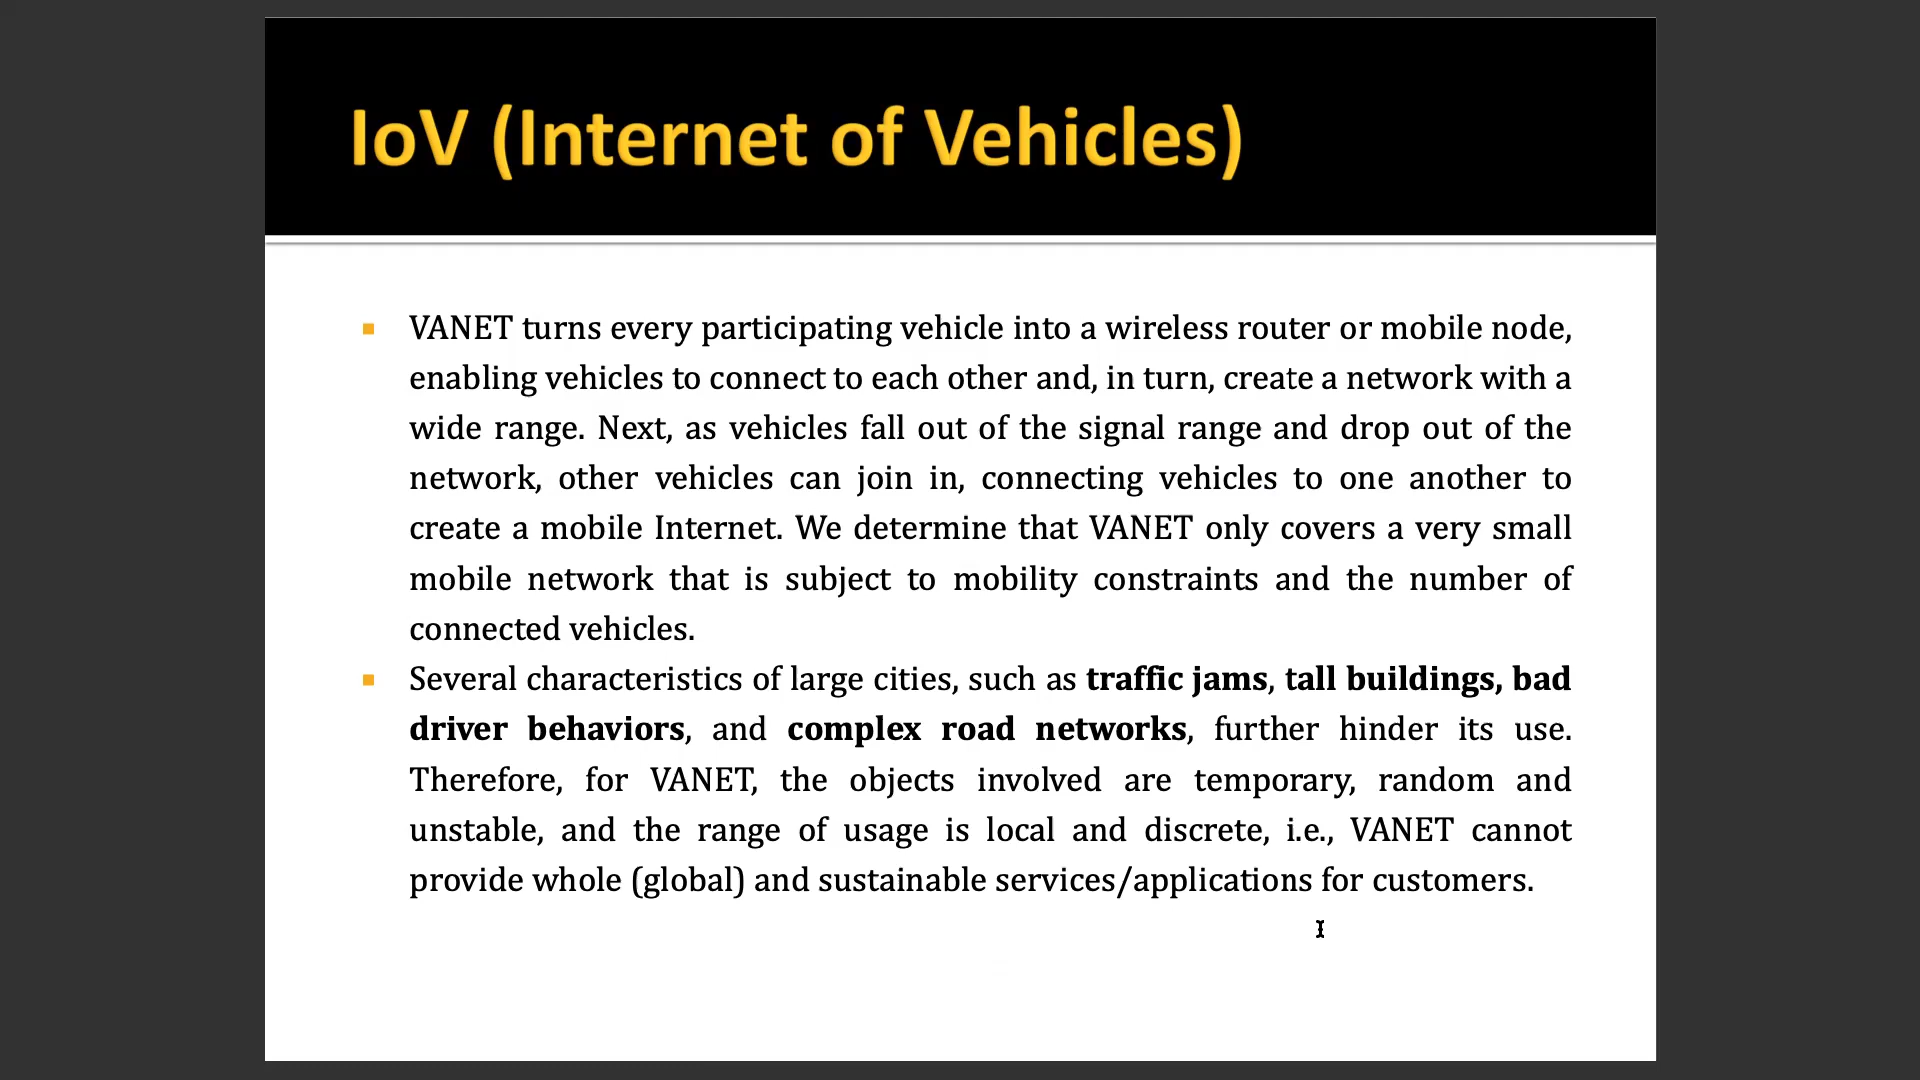 IoV (Internet of Vehicles)
VANET turns every participating vehicle into a wireless router or mobile node,
enabling vehicles to connect to each other and, in turn, create a network with a
wide range. Next, as vehicles fall out of the signal range and drop out of the
network, other vehicles can join in, connecting vehicles to one another to
create a mobile Internet. We determine that VANET only covers a very small
mobile network that is subject to mobility constraints and the number of
connected vehicles.
Several characteristics of large cities, such as traffic jams, tall buildings, bad
driver behaviors, and complex road networks, further hinder its use.
Therefore, for VANET, the objects involved are temporary, random and
unstable, and the range of usage is local and discrete, i.e., VANET cannot
provide whole (global) and sustainable services/applications for customers.